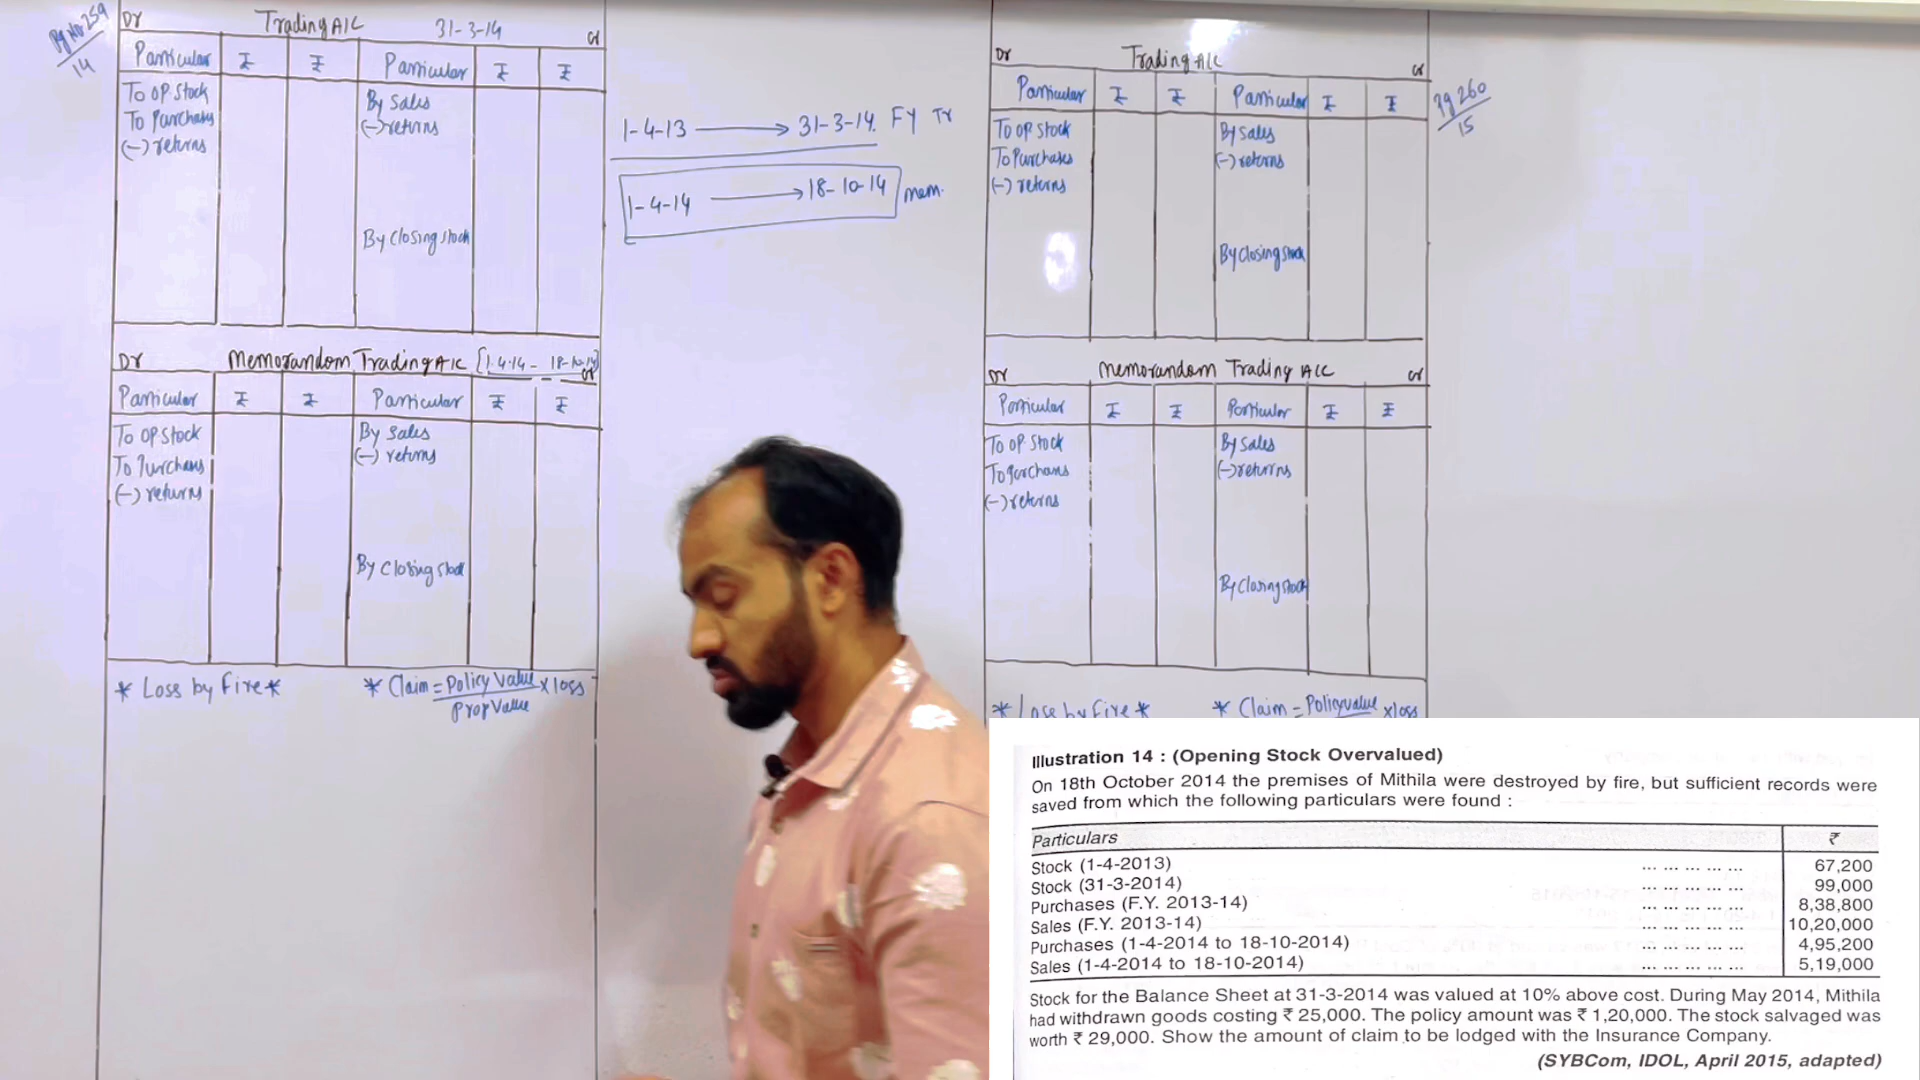 Pg No 259
14
Dr Trading A/C 31-3-14 Cr
Particular ₹ ₹ Particular ₹ ₹
To OP Stock
To Purchases
(-) returns
By Sales
(-) returns
By Closing stock
Dr Memorandom Trading A/C [1-4-14 - 18-10-14] Cr
Particular ₹ ₹ Particular ₹ ₹
To OP Stock
To Purchases
(-) returns
By Sales
(-) returns
By Closing Stock
* Loss by Fire *
* Claim = Policy Value x loss
Prop Value
1-4-13 → 31-3-14. FY Tr
1-4-14 → 18-10-14 mem.
Dr Trading A/C Cr
Particular ₹ ₹ Particular ₹ ₹
To OP Stock
To Purchases
(-) returns
By Sales
(-) returns
By Closing Stock
Pg 260
15
Dr Memorandam Trading A/C Cr
Particular ₹ ₹ Particular ₹ ₹
To OP Stock
To Purchases
(-) returns
By Sales
(-) returns
By Closing Stock
* Loss by Fire *
* Claim = Policy value x loss
Illustration 14 : (Opening Stock Overvalued)
On 18th October 2014 the premises of Mithila were destroyed by fire, but sufficient records were
saved from which the following particulars were found :
Particulars ₹
Stock (1-4-2013) ... ... ... ... ... 67,200
Stock (31-3-2014) ... ... ... ... ... 99,000
Purchases (F.Y. 2013-14) ... ... ... ... ... 8,38,800
Sales (F.Y. 2013-14) ... ... ... ... ... 10,20,000
Purchases (1-4-2014 to 18-10-2014) ... ... ... ... ... 4,95,200
Sales (1-4-2014 to 18-10-2014) ... ... ... ... ... 5,19,000
Stock for the Balance Sheet at 31-3-2014 was valued at 10% above cost. During May 2014, Mithila
had withdrawn goods costing ₹ 25,000. The policy amount was ₹ 1,20,000. The stock salvaged was
worth ₹ 29,000. Show the amount of claim to be lodged with the Insurance Company.
(SYBCom, IDOL, April 2015, adapted)